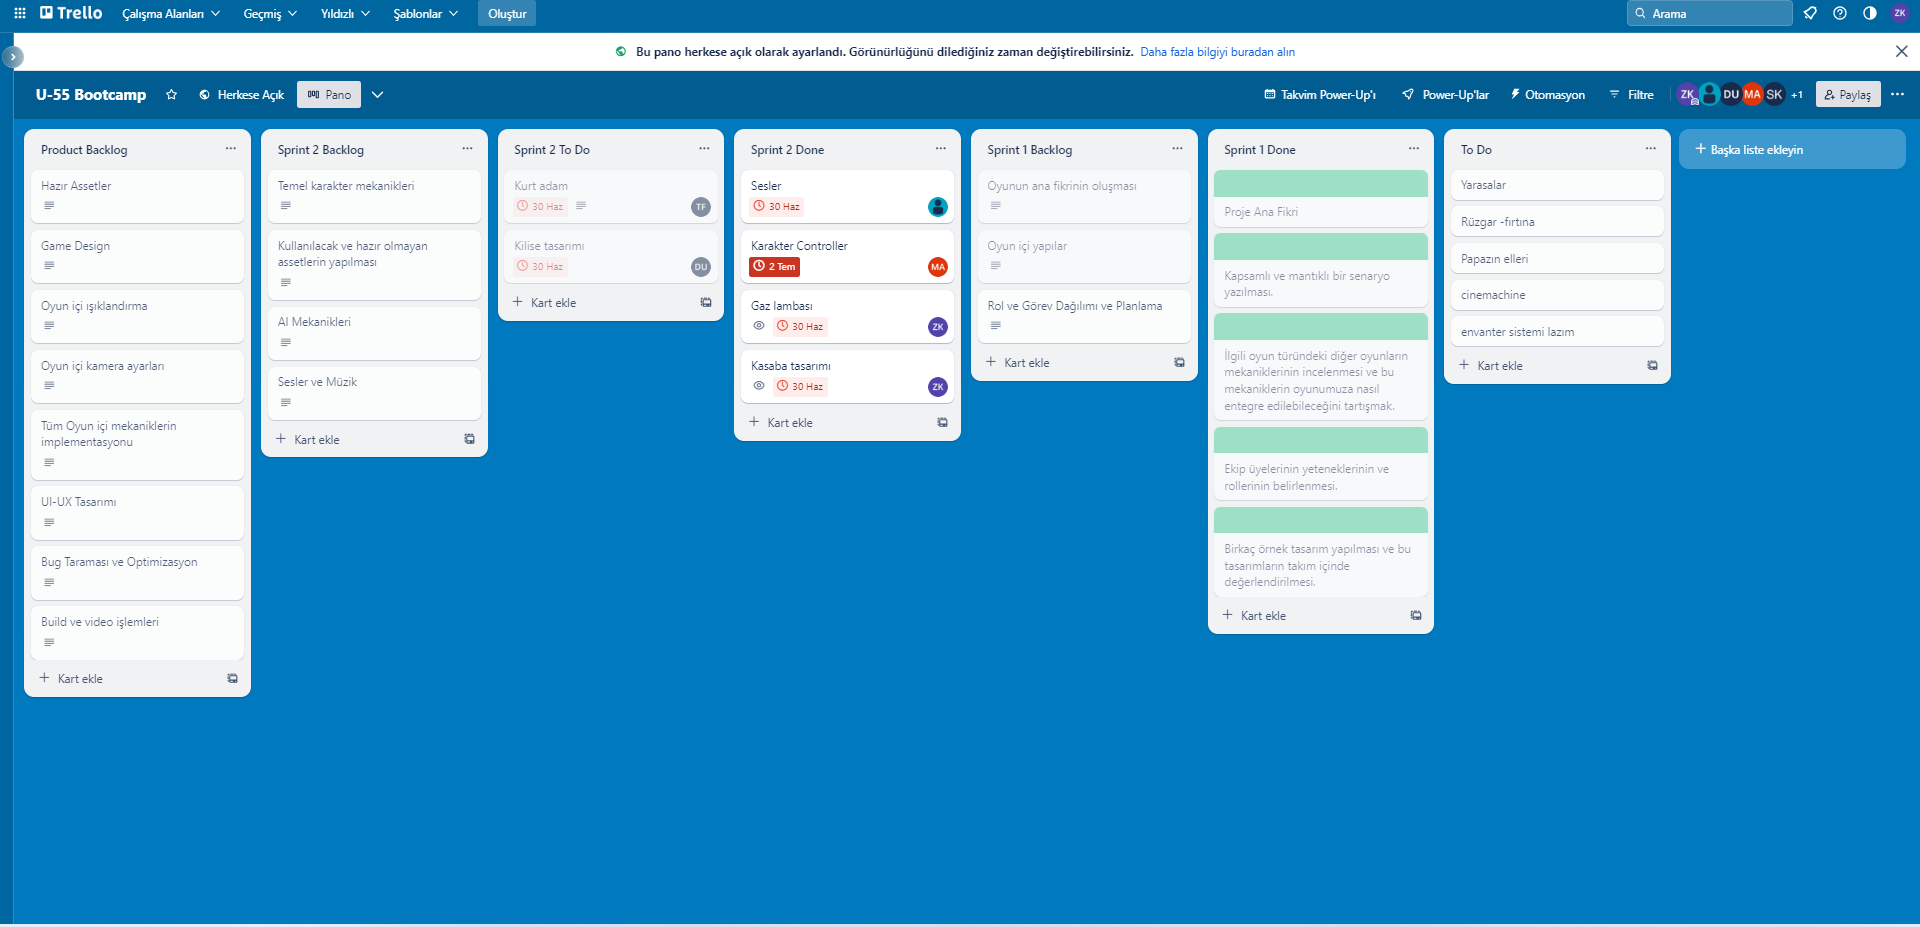 Trello
Çalışma Alanları
Geçmiş
Yıldızlı
Şablonlar
Oluştur
Arama
ZK
Bu pano herkese açık olarak ayarlandı. Görünürlüğünü dilediğiniz zaman değiştirebilirsiniz. Daha fazla bilgiyi buradan alın
U-55 Bootcamp
Herkese Açık
Pano
Takvim Power-Up'ı
Power-Up'lar
Otomasyon
Filtre
ZK
DU
MA
SK
+1
Paylaş
Product Backlog
Hazır Assetler
Game Design
Oyun içi ışıklandırma
Oyun içi kamera ayarları
Tüm Oyun içi mekaniklerin
implementasyonu
UI-UX Tasarımı
Bug Taraması ve Optimizasyon
Build ve video işlemleri
+ Kart ekle
Sprint 2 Backlog
Temel karakter mekanikleri
Kullanılacak ve hazır olmayan
assetlerin yapılması
AI Mekanikleri
Sesler ve Müzik
+ Kart ekle
Sprint 2 To Do
Kurt adam
30 Haz
TF
Kilise tasarımı
30 Haz
DU
+ Kart ekle
Sprint 2 Done
Sesler
30 Haz
Karakter Controller
2 Tem
MA
Gaz lambası
30 Haz
ZK
Kasaba tasarımı
30 Haz
ZK
+ Kart ekle
Sprint 1 Backlog
Oyunun ana fikrinin oluşması
Oyun içi yapılar
Rol ve Görev Dağılımı ve Planlama
+ Kart ekle
Sprint 1 Done
Proje Ana Fikri
Kapsamlı ve mantıklı bir senaryo
yazılması.
İlgili oyun türündeki diğer oyunların
mekaniklerinin incelenmesi ve bu
mekaniklerin oyunumuza nasıl
entegre edilebileceğini tartışmak.
Ekip üyelerinin yeteneklerinin ve
rollerinin belirlenmesi.
Birkaç örnek tasarım yapılması ve bu
tasarımların takım içinde
değerlendirilmesi.
+ Kart ekle
To Do
Yarasalar
Rüzgar -fırtına
Papazın elleri
cinemachine
envanter sistemi lazım
+ Kart ekle
+ Başka liste ekleyin